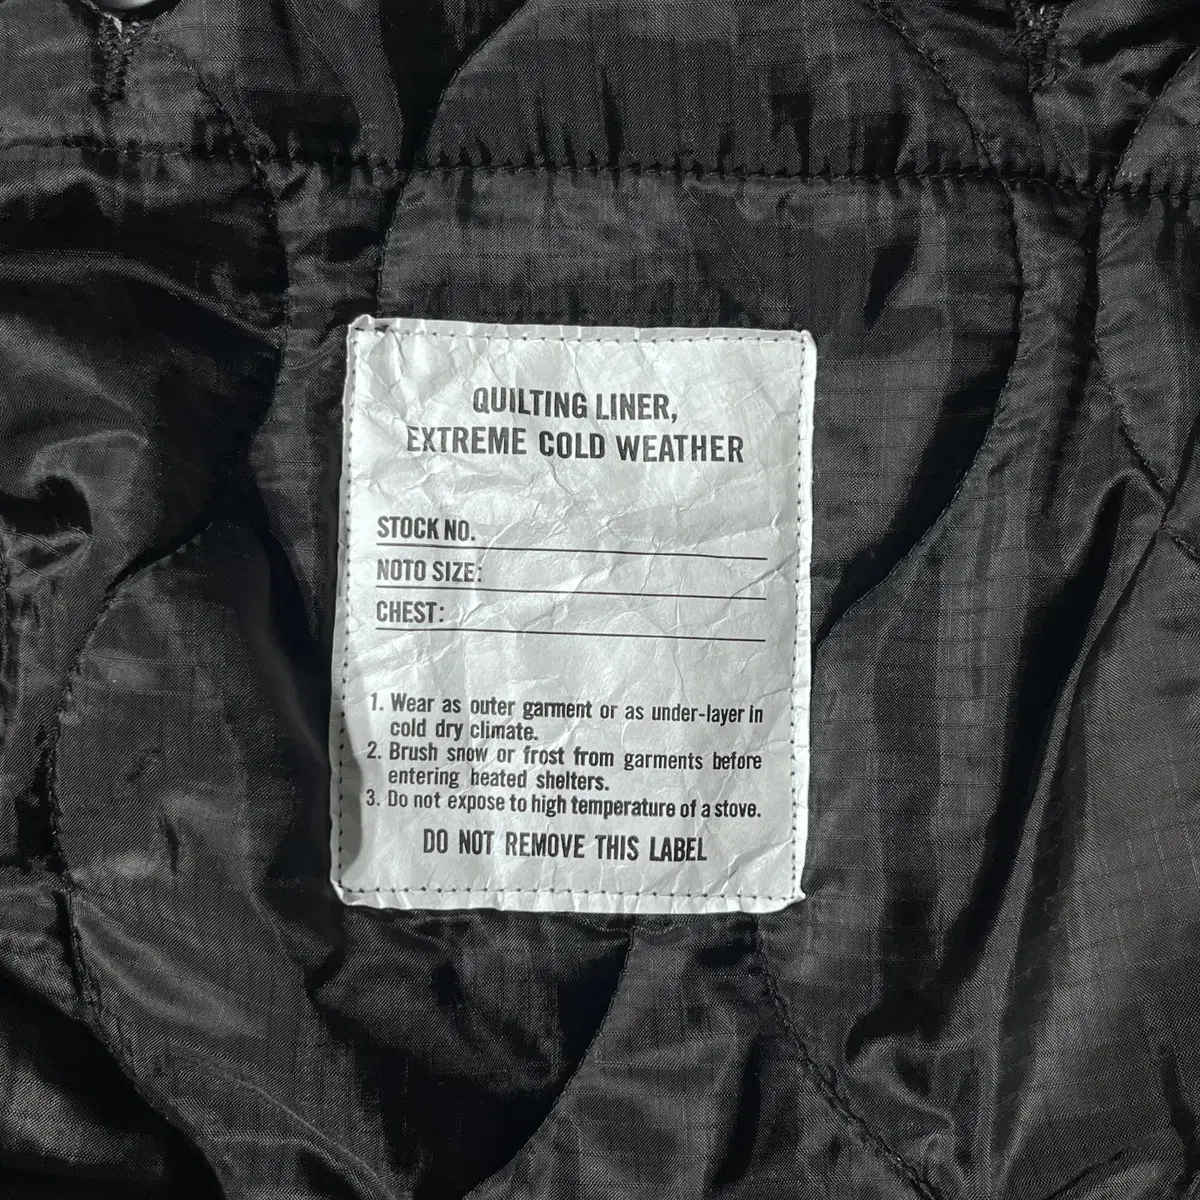 QUILTING LINER,
EXTREME COLD WEATHER
STOCK NO.
NOTO SIZE:
CHEST:
1. Wear as outer garment or as under-layer in
cold dry climate.
2. Brush snow or frost from garments before
entering heated shelters.
3. Do not expose to high temperature of a stove.
DO NOT REMOVE THIS LABEL